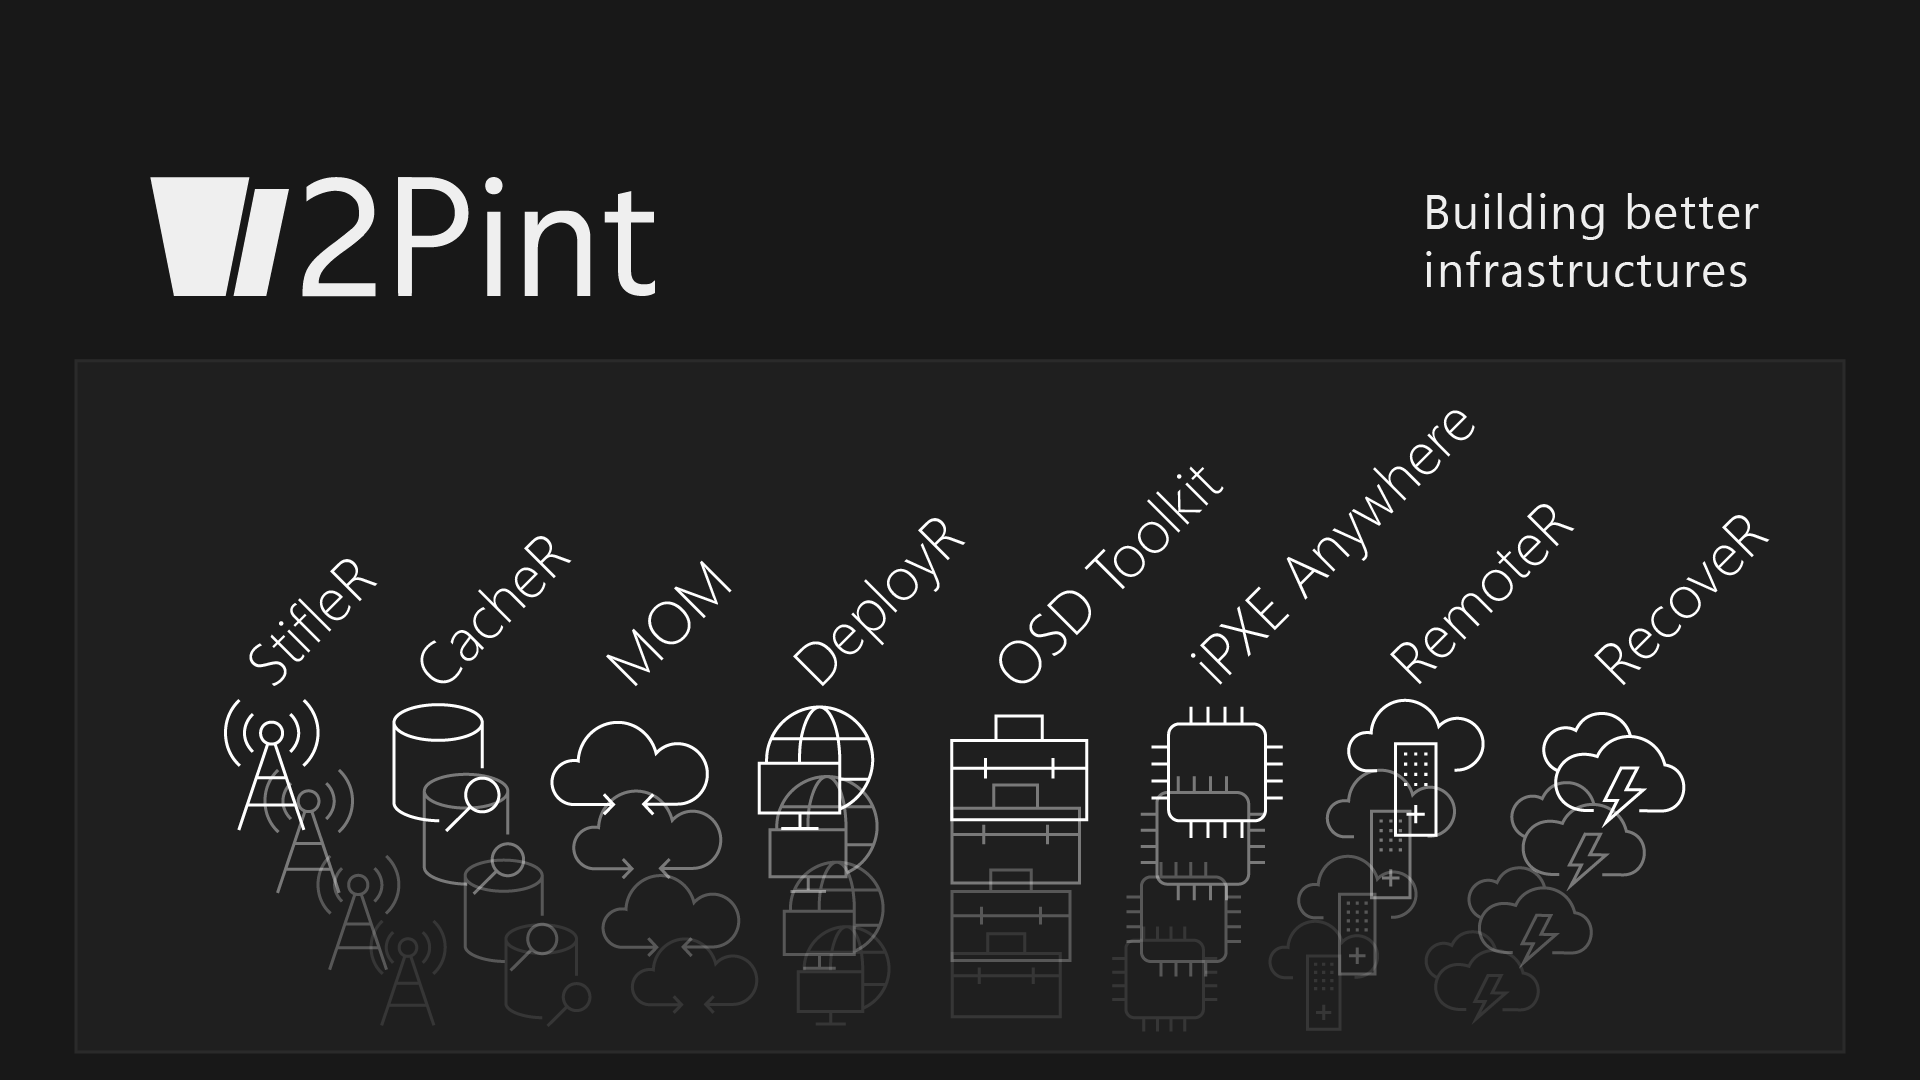 2Pint
Building better
infrastructures
StifleR
CacheR
MOM
DeployR
OSD Toolkit
iPXE Anywhere
RemoteR
RecoveR